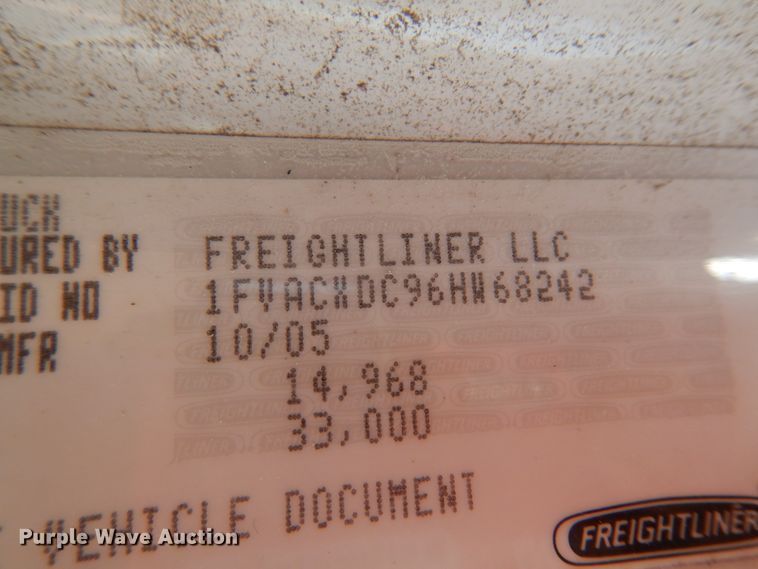 UCK
URED BY FREIGHTLINER LLC
ID NO 1FVACXDC96HW68242
MFR 10/05
14,968
33,000
VEHICLE DOCUMENT
FREIGHTLINER
Purple Wave Auction